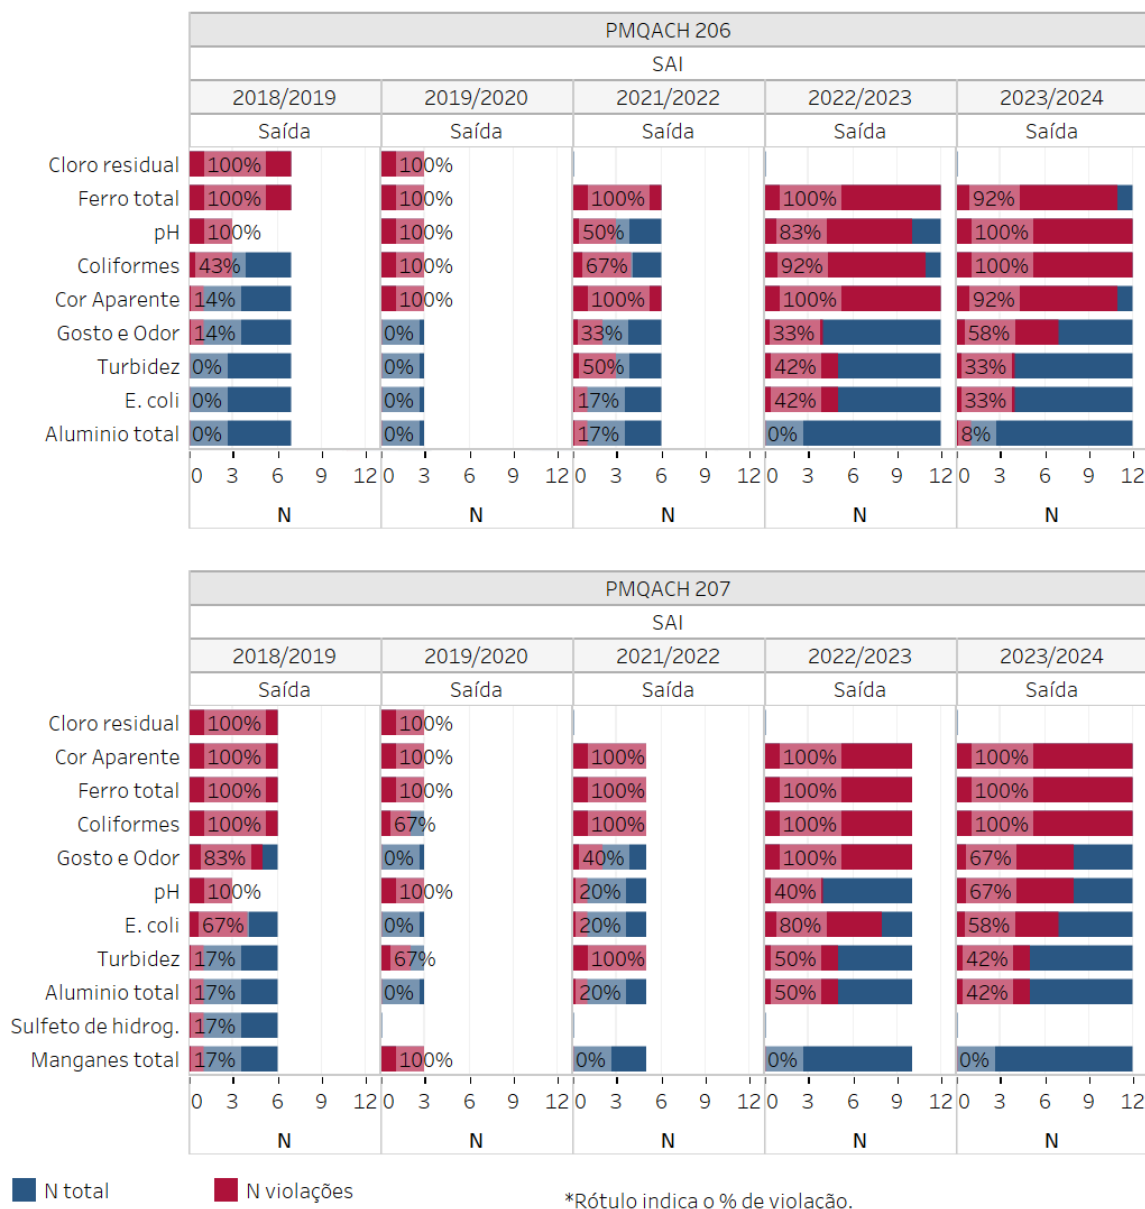 PMQACH 206
SAI
2018/2019 2019/2020 2021/2022 2022/2023 2023/2024
Saída Saída Saída Saída Saída
Cloro residual 100% 100%
Ferro total 100% 100% 100% 100% 92%
pH 100% 100% 50% 83% 100%
Coliformes 43% 100% 67% 92% 100%
Cor Aparente 14% 100% 100% 100% 92%
Gosto e Odor 14% 0% 33% 33% 58%
Turbidez 0% 0% 50% 42% 33%
E. coli 0% 0% 17% 42% 33%
Aluminio total 0% 0% 17% 0% 8%
0 3 6 9 12 0 3 6 9 12 0 3 6 9 12 0 3 6 9 12 0 3 6 9 12
N N N N N
PMQACH 207
SAI
2018/2019 2019/2020 2021/2022 2022/2023 2023/2024
Saída Saída Saída Saída Saída
Cloro residual 100% 100%
Cor Aparente 100% 100% 100% 100% 100%
Ferro total 100% 100% 100% 100% 100%
Coliformes 100% 67% 100% 100% 100%
Gosto e Odor 83% 0% 40% 100% 67%
pH 100% 100% 20% 40% 67%
E. coli 67% 0% 20% 80% 58%
Turbidez 17% 67% 100% 50% 42%
Aluminio total 17% 0% 20% 50% 42%
Sulfeto de hidrog. 17%
Manganes total 17% 100% 0% 0% 0%
0 3 6 9 12 0 3 6 9 12 0 3 6 9 12 0 3 6 9 12 0 3 6 9 12
N N N N N
N total N violações *Rótulo indica o % de violacão.